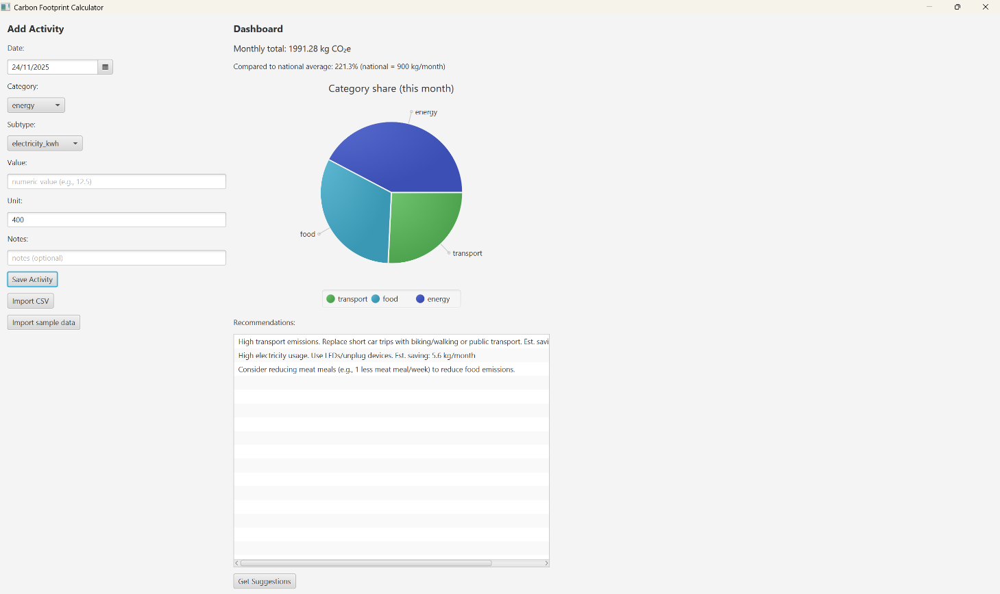 Carbon Footprint Calculator
Add Activity
Date:
24/11/2025
Category:
energy
Subtype:
electricity_kwh
Value:
numeric value (e.g., 12.5)
Unit:
400
Notes:
notes (optional)
Save Activity
Import CSV
Import sample data
Dashboard
Monthly total: 1991.28 kg CO₂e
Compared to national average: 221.3% (national = 900 kg/month)
Category share (this month)
energy
food
transport
transport food energy
Recommendations:
High transport emissions. Replace short car trips with biking/walking or public transport. Est. savi
High electricity usage. Use LEDs/unplug devices. Est. saving: 5.6 kg/month
Consider reducing meat meals (e.g., 1 less meat meal/week) to reduce food emissions.
Get Suggestions